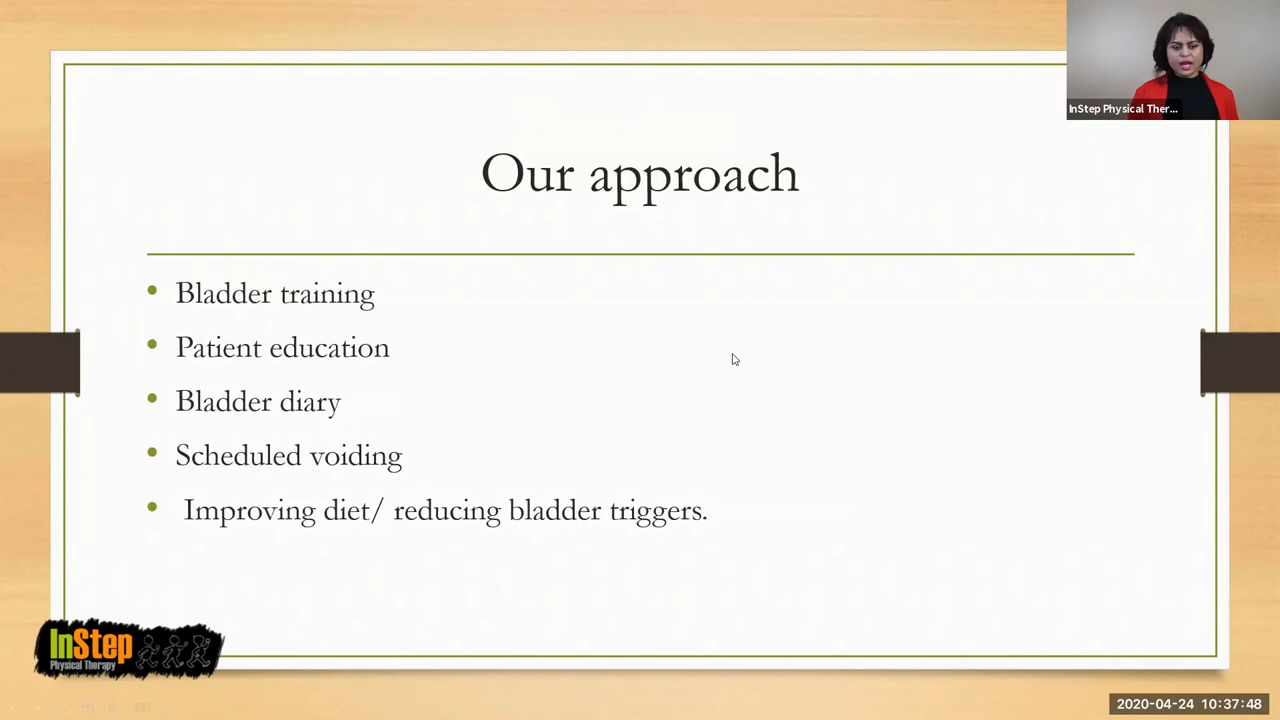 InStep Physical Ther...
Our approach
• Bladder training
• Patient education
• Bladder diary
• Scheduled voiding
• Improving diet/ reducing bladder triggers.
InStep
Physical Therapy
2020-04-24 10:37:48